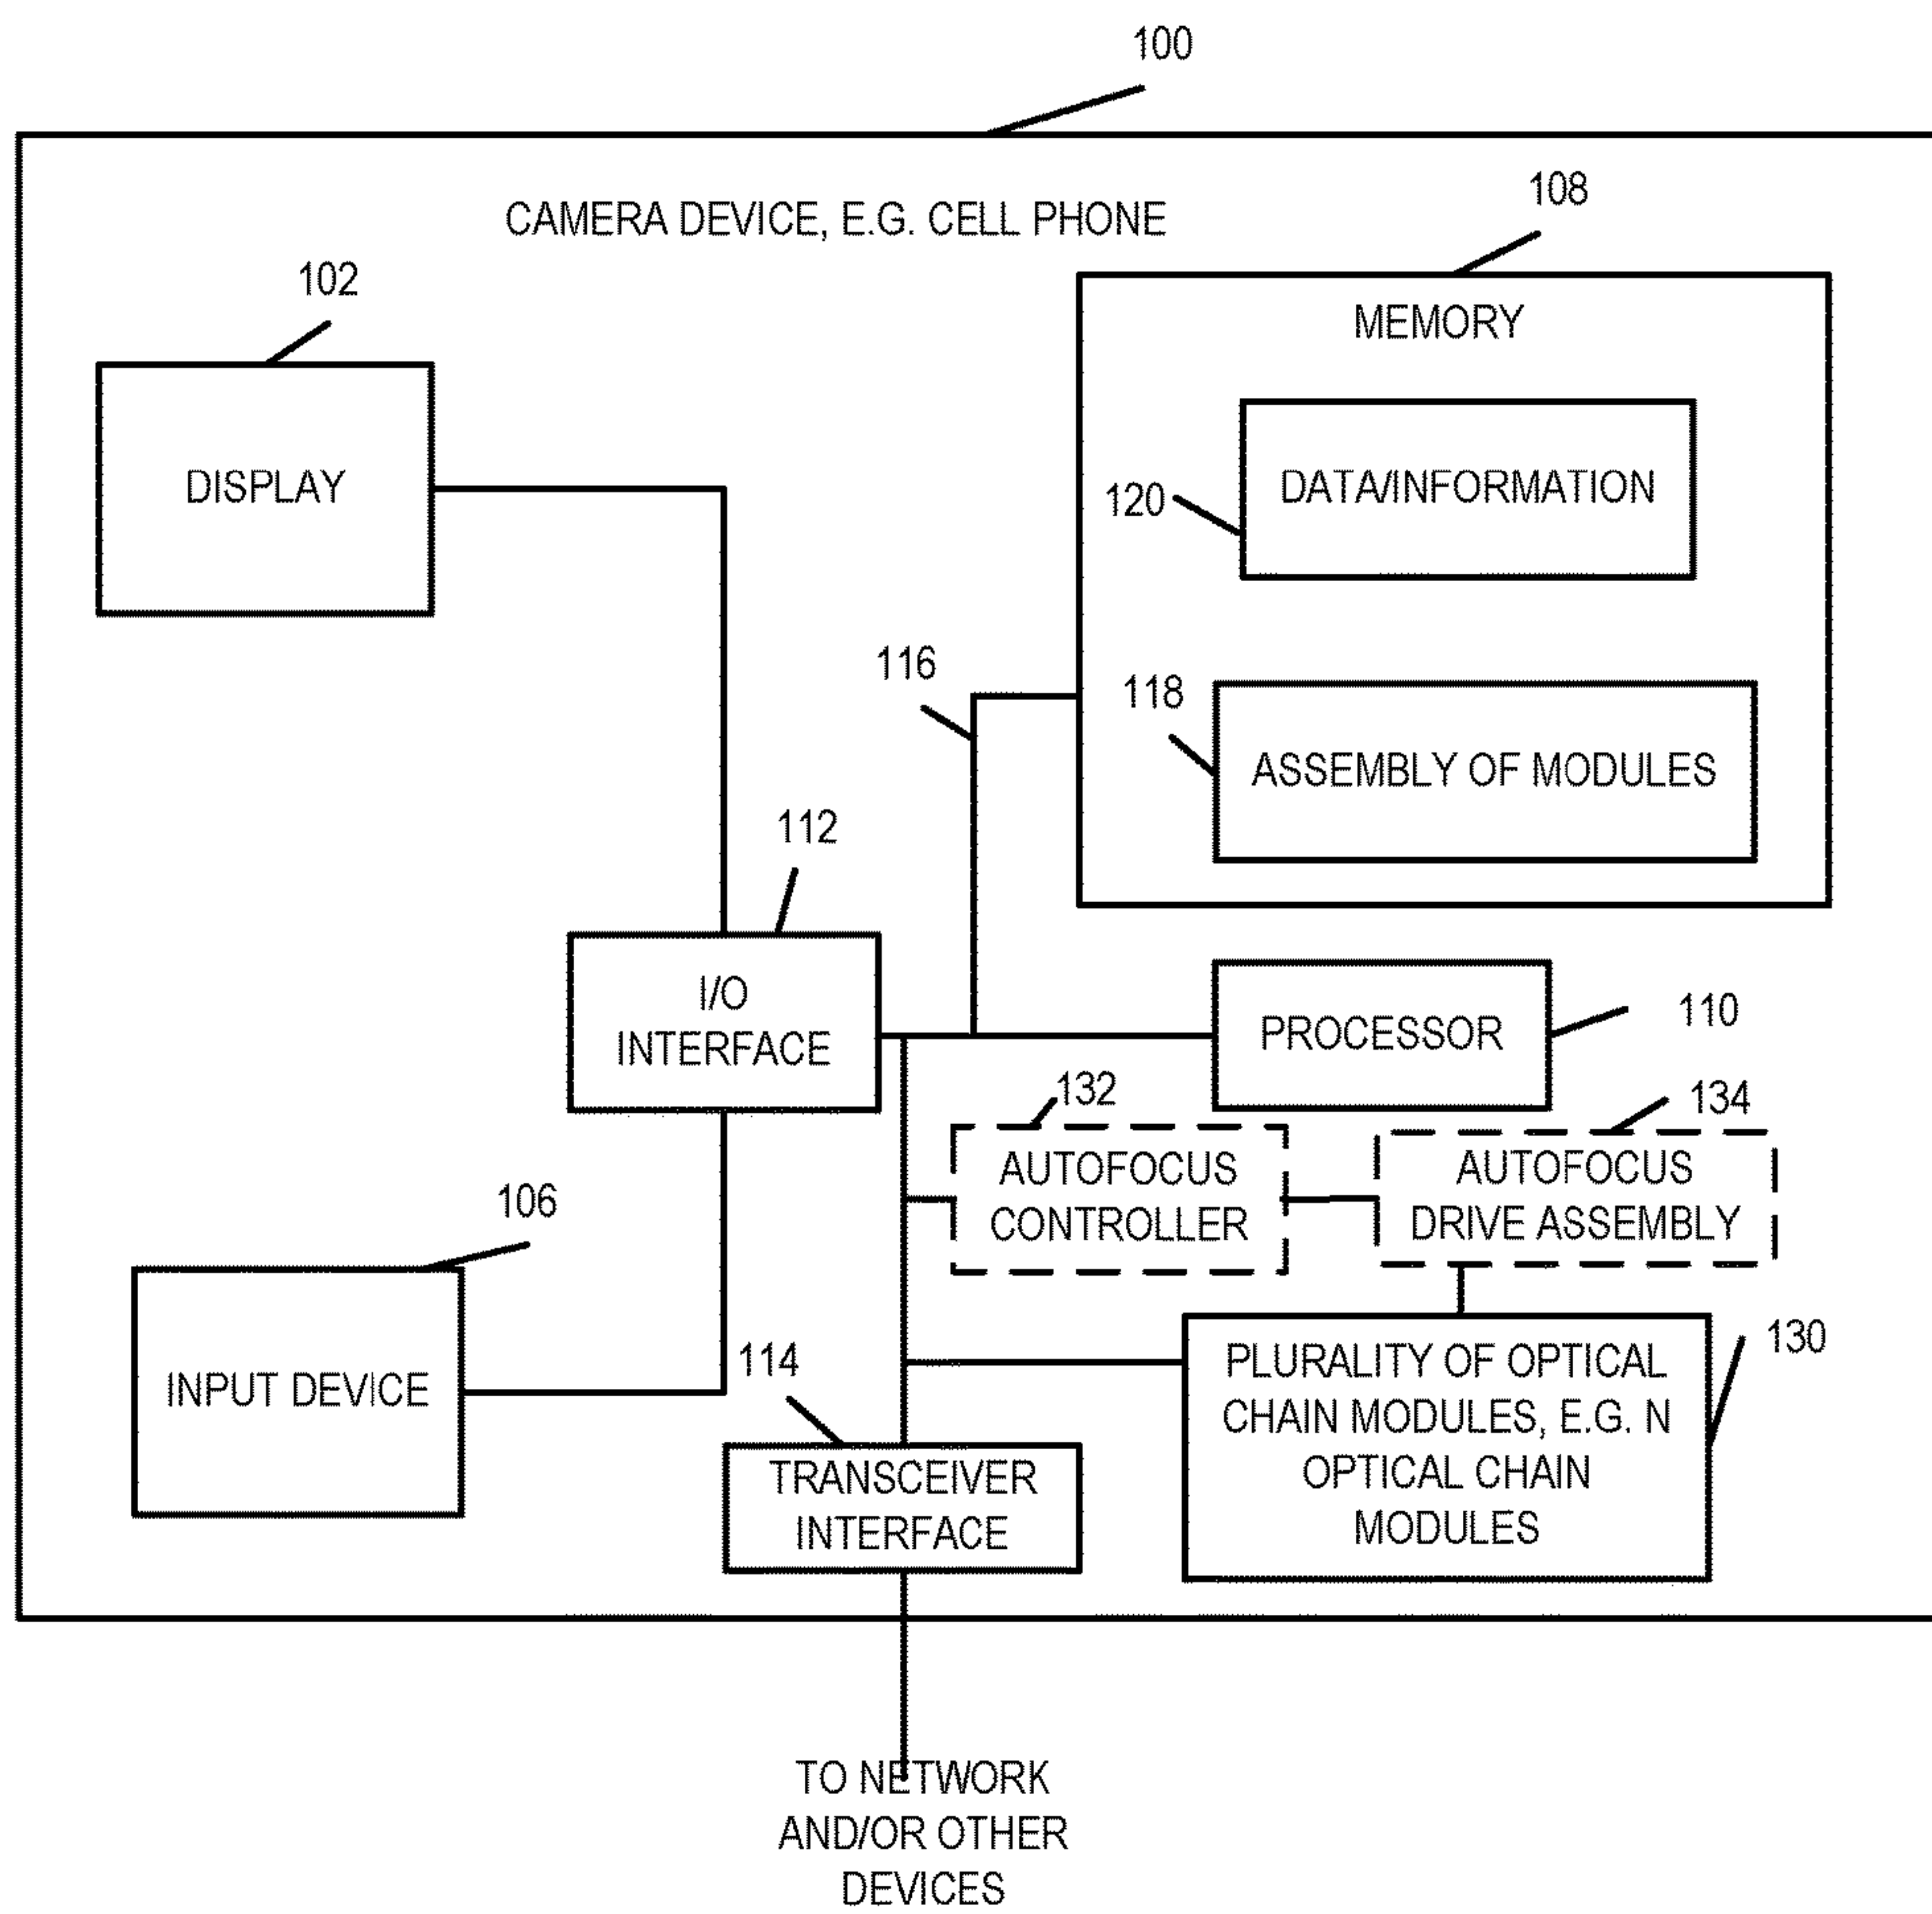 100
CAMERA DEVICE, E.G. CELL PHONE
108
102
MEMORY
DISPLAY
120
DATA/INFORMATION
116
118
ASSEMBLY OF MODULES
112
I/O
INTERFACE
PROCESSOR
110
132
134
AUTOFOCUS
CONTROLLER
AUTOFOCUS
DRIVE ASSEMBLY
106
INPUT DEVICE
114
TRANSCEIVER
INTERFACE
130
PLURALITY OF OPTICAL
CHAIN MODULES, E.G. N
OPTICAL CHAIN
MODULES
TO NETWORK
AND/OR OTHER
DEVICES